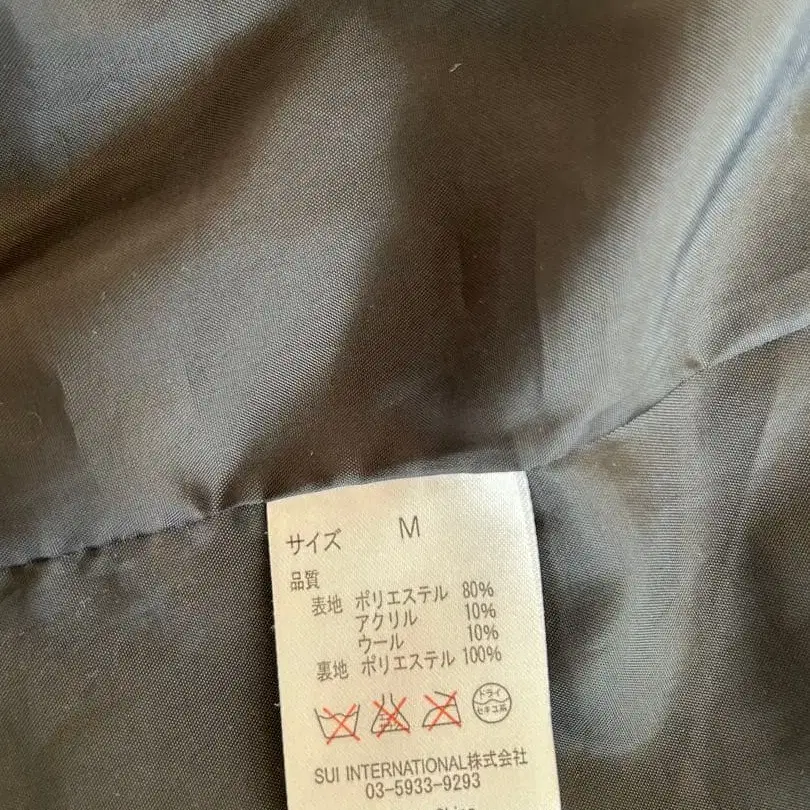 サイズ M
品質
表地 ポリエステル 80%
アクリル 10%
ウール 10%
裏地 ポリエステル 100%
ドライ
セキユ系
SUI INTERNATIONAL株式会社
03-5933-9293